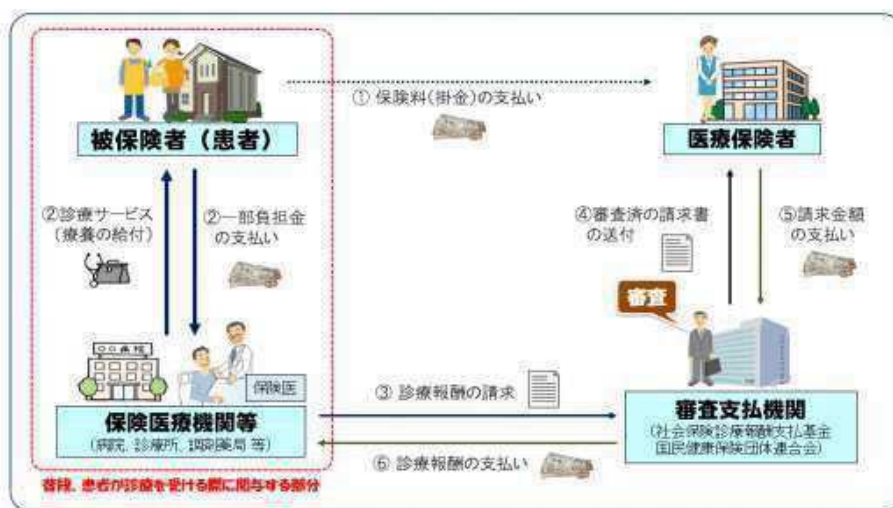 ① 保険料(掛金)の支払い
被保険者（患者）
医療保険者
②診療サービス
（療養の給付）
②一部負担金
の支払い
④審査済の請求書
の送付
⑤請求金額
の支払い
審査
○○病院
保険医
③ 診療報酬の請求
保険医療機関等
(病院、診療所、調剤薬局 等)
審査支払機関
(社会保険診療報酬支払基金
国民健康保険団体連合会)
⑥ 診療報酬の支払い
普段、患者が診療を受ける際に関与する部分